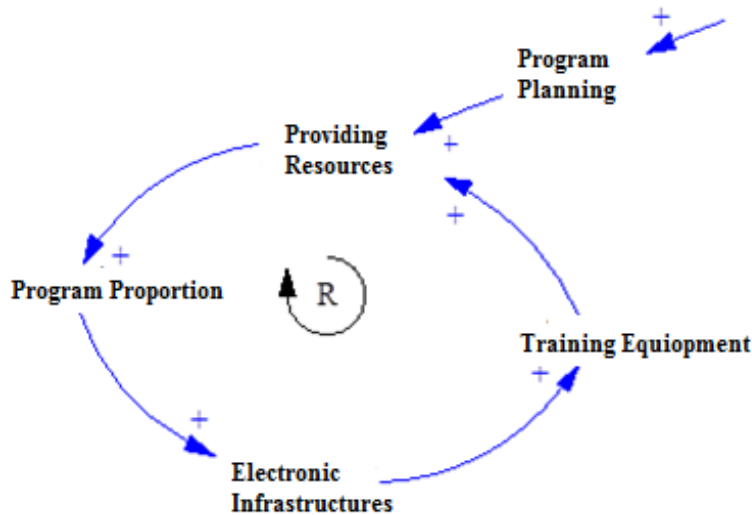 +
Program
Planning
Providing
Resources
+
+
+
Program Proportion
R
Training Equiopment
+
+
Electronic
Infrastructures